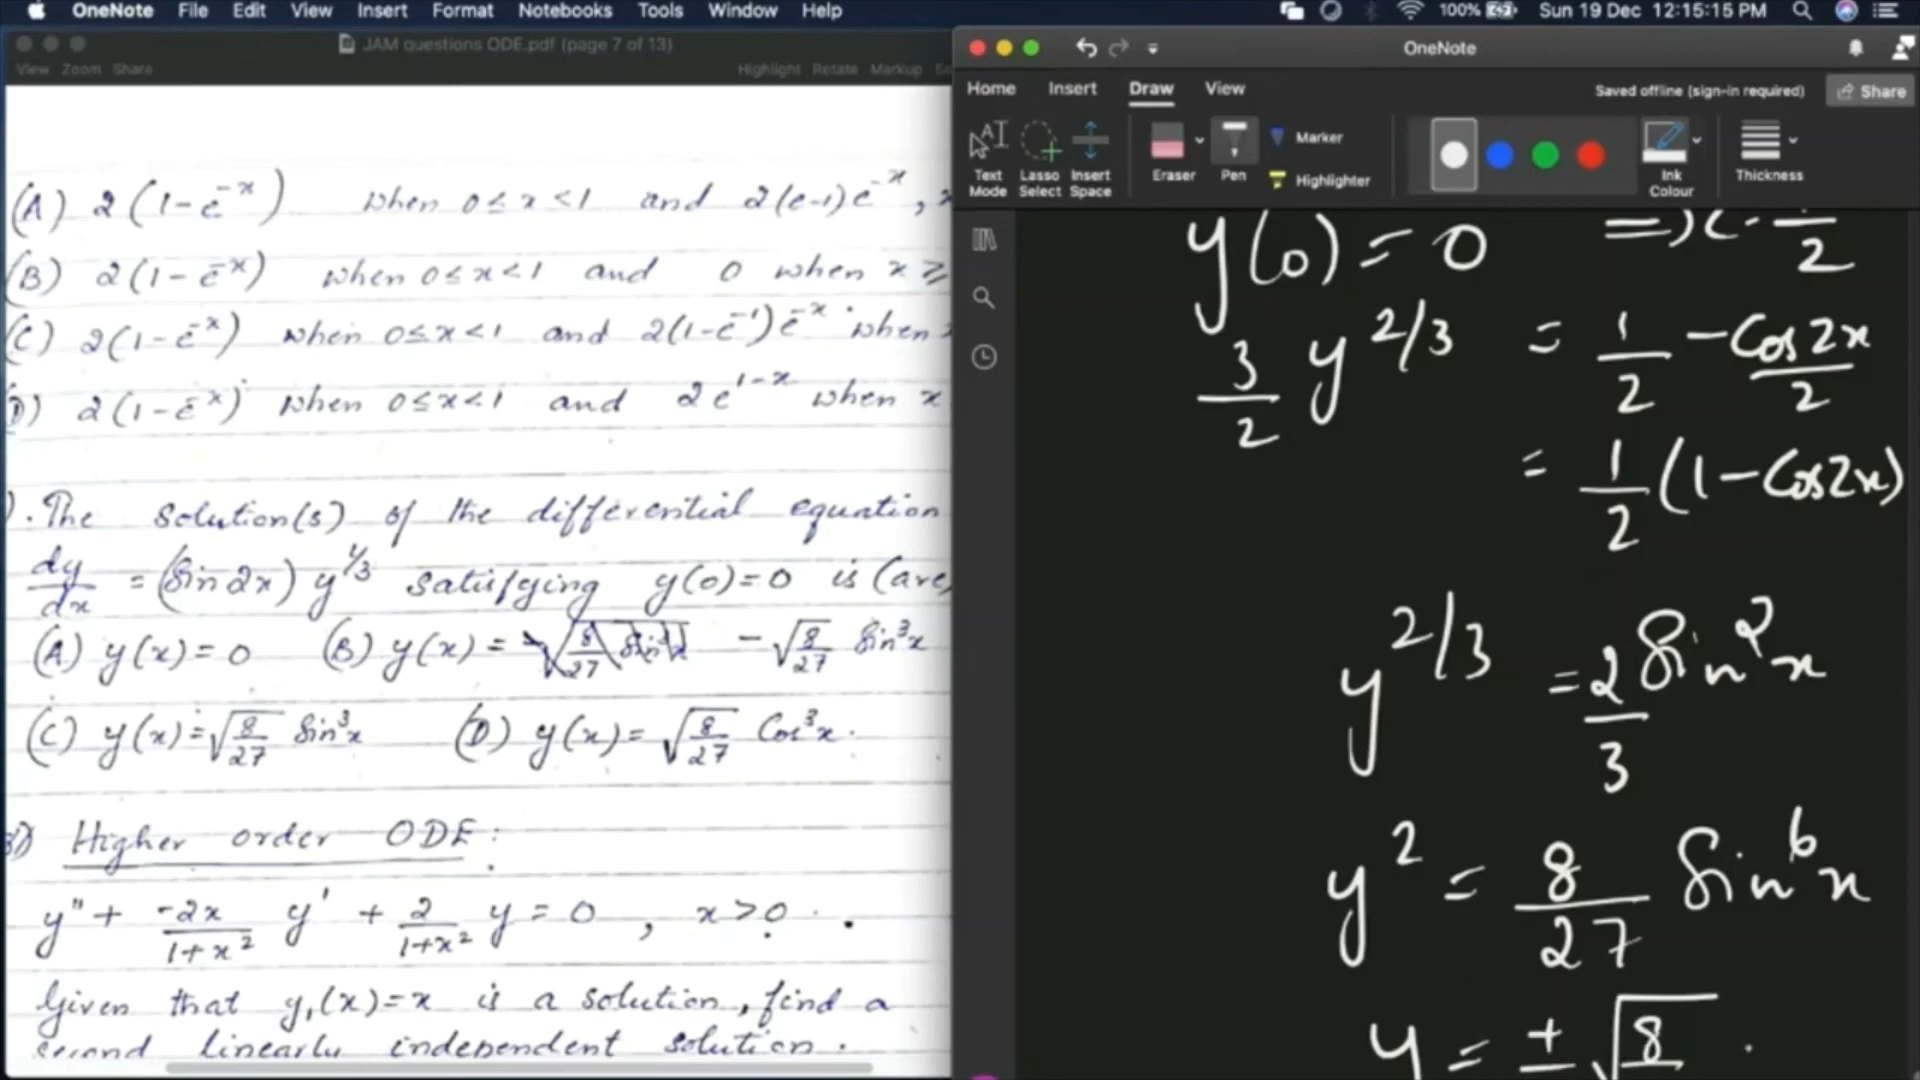 OneNote File Edit View Insert Format Notebooks Tools Window Help 100% Sun 19 Dec 12:15:15 PM
JAM questions ODE.pdf (page 7 of 13)
View Zoom Share Highlight Rotate Markup
(A) 2(1-e^-x) when 0≤x<1 and 2(e-1)e^-x,
(B) 2(1-e^-x) when 0≤x<1 and 0 when x≥
(C) 2(1-e^-x) when 0≤x<1 and 2(1-e^-1)e^-x when
D) 2(1-e^-x) when 0≤x<1 and 2e^1-x when x
). The solution(s) of the differential equation
dy/dx = (Sin 2x) y^1/3 satisfying y(0)=0 is (are)
(A) y(x)=0 (B) y(x) = -√8/27 Sin^3 x
(C) y(x)=√8/27 Sin^3 x (D) y(x)=√8/27 Cos^3 x.
Higher order ODE:
y" + -2x/1+x^2 y' + 2/1+x^2 y = 0, x>0.
Given that y_1(x)=x is a solution, find a
second linearly independent solution.
OneNote
Home Insert Draw View Saved offline (sign-in required) Share
Text Mode Lasso Select Insert Space Eraser Pen Marker Highlighter Ink Colour Thickness
y(0) = 0
3/2 y^2/3 = 1/2 - Cos2x/2
= 1/2 (1-Cos2x)
y^2/3 = 2/3 Sin^2 x
y^2 = 8/27 Sin^6 x
y = ± √8